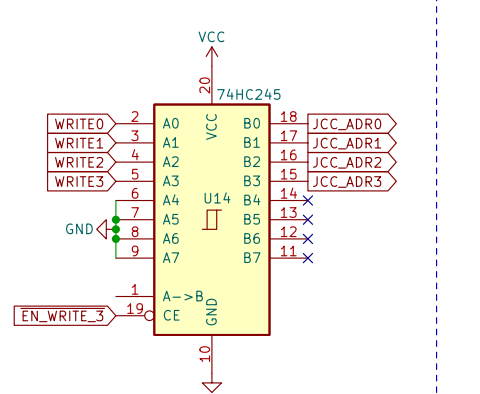 VCC
20
74HC245
WRITE0 2 A0 VCC B0 18 JCC_ADR0
WRITE1 3 A1 B1 17 JCC_ADR1
WRITE2 4 A2 B2 16 JCC_ADR2
WRITE3 5 A3 B3 15 JCC_ADR3
6 A4 U14 B4 14
7 A5 B5 13
GND 8 A6 B6 12
9 A7 B7 11
1 A->B
EN_WRITE_3 19 CE GND
10